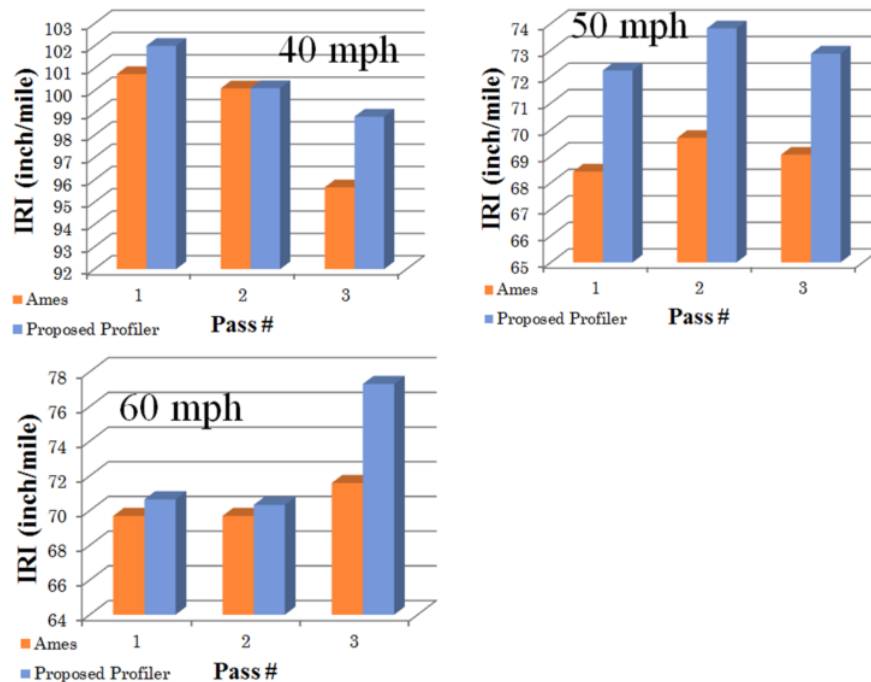 40 mph
IRI (inch/mile)
103
102
101
100
99
98
97
96
95
94
93
92
1 2 3
Ames
Proposed Profiler
Pass #
50 mph
IRI (inch/mile)
74
73
72
71
70
69
68
67
66
65
1 2 3
Ames
Proposed Profiler
Pass #
60 mph
IRI (inch/mile)
78
76
74
72
70
68
66
64
1 2 3
Ames
Proposed Profiler
Pass #